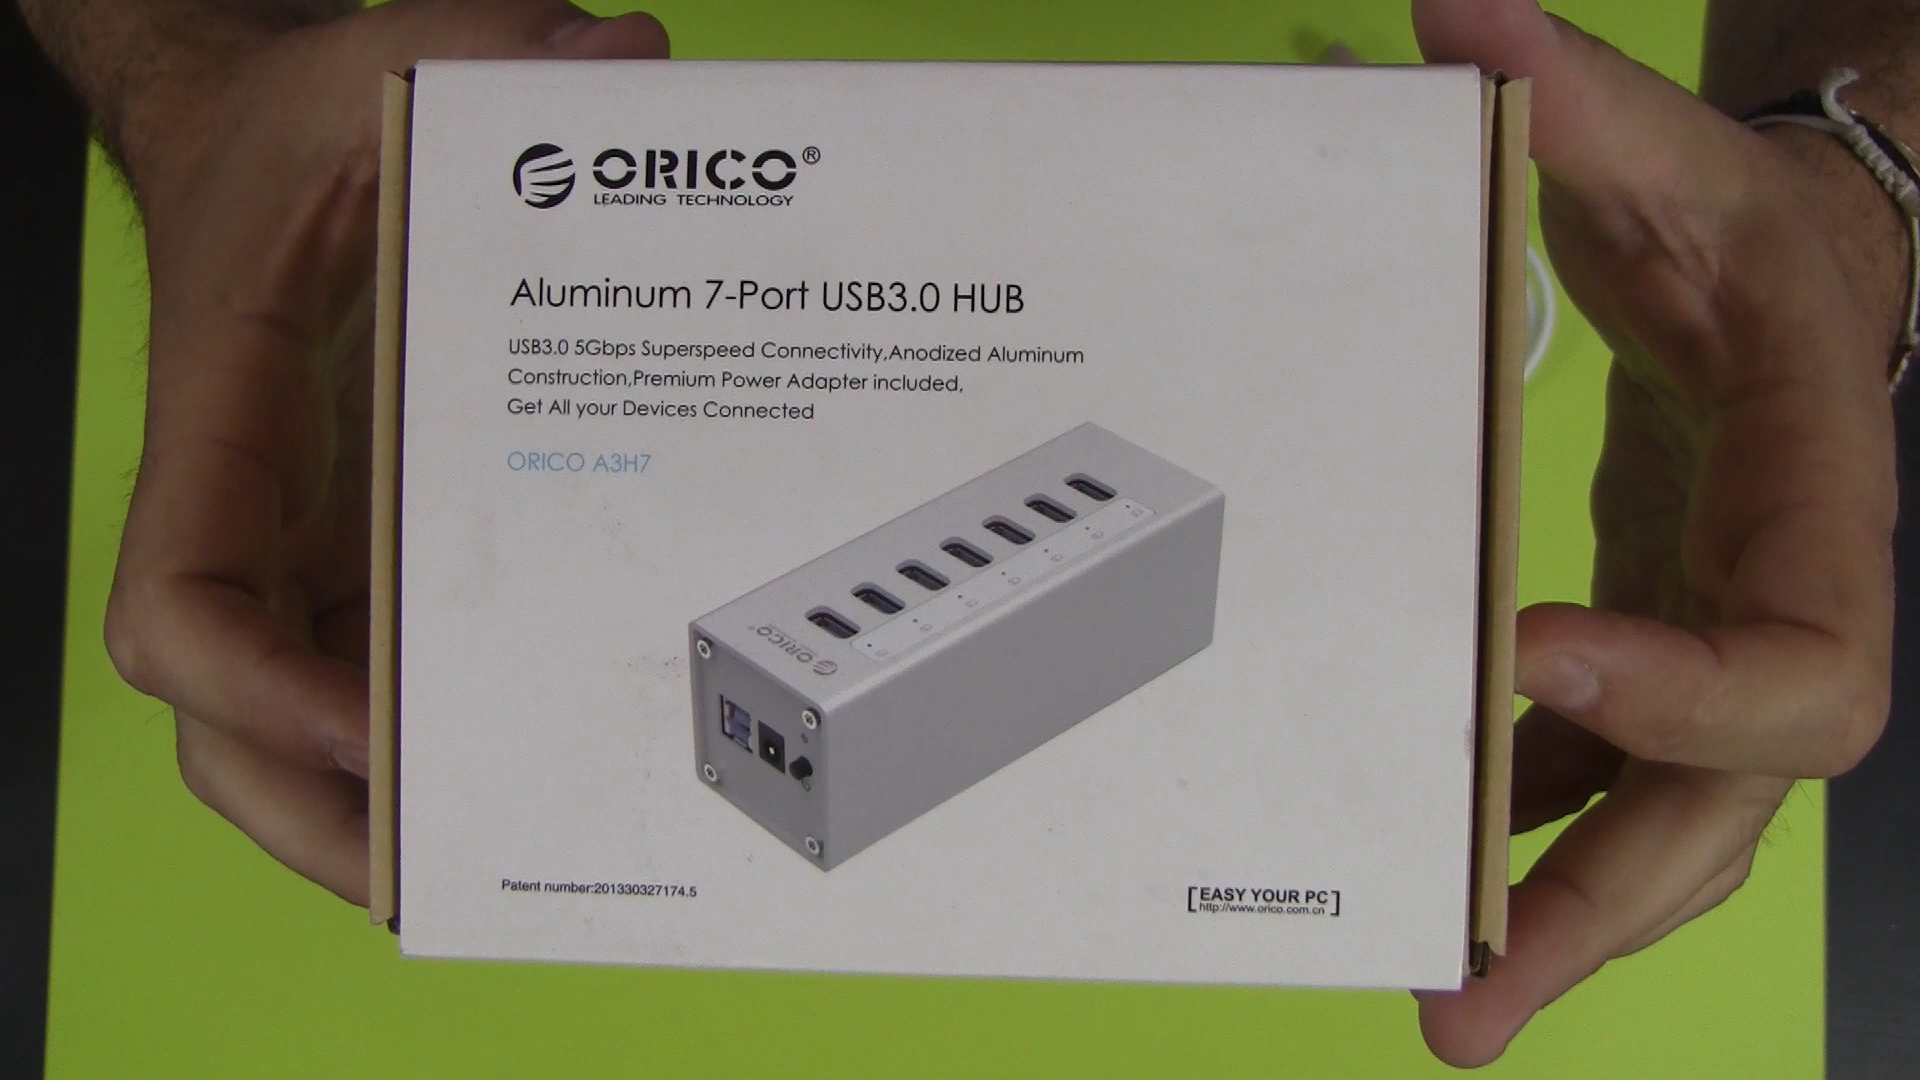 ORICO®
LEADING TECHNOLOGY
Aluminum 7-Port USB3.0 HUB
USB3.0 5Gbps Superspeed Connectivity,Anodized Aluminum
Construction,Premium Power Adapter included,
Get All your Devices Connected
ORICO A3H7
ORICO
Patent number:201330327174.5
[EASY YOUR PC]
http://www.orico.com.cn